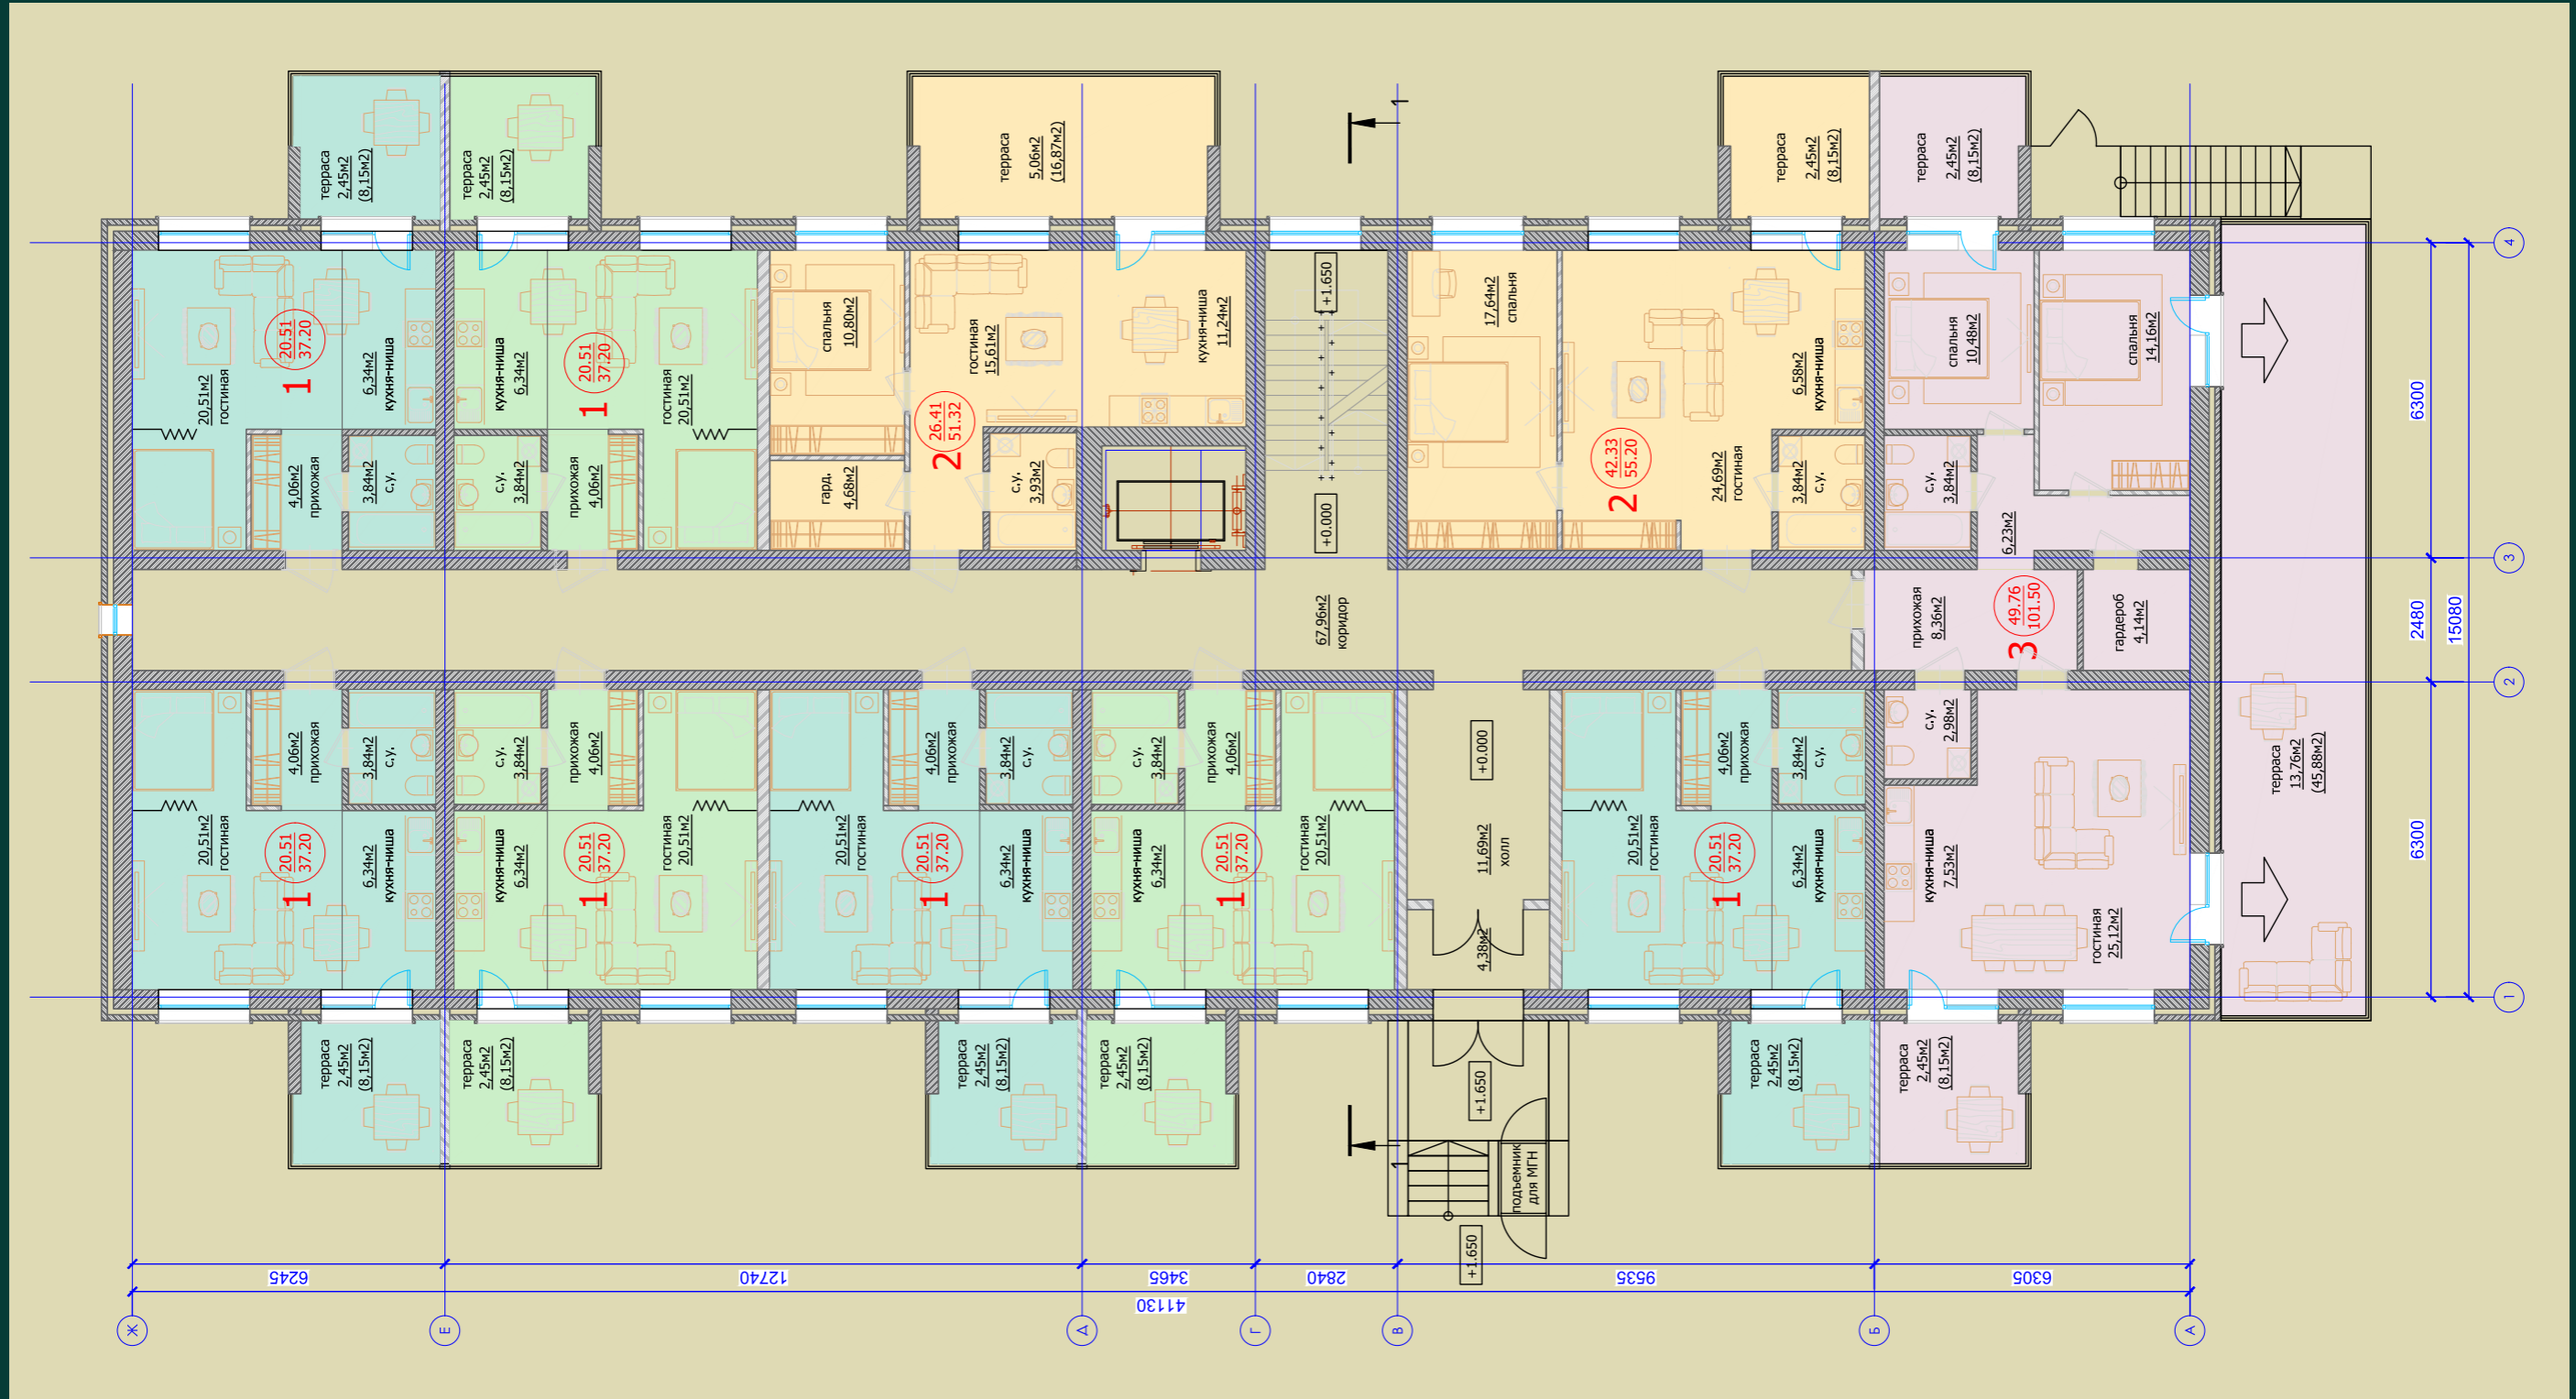 терраса
2,45м2
(8,15м2)
терраса
2,45м2
(8,15м2)
терраса
5,06м2
(16,87м2)
1
терраса
2,45м2
(8,15м2)
терраса
2,45м2
(8,15м2)
20,51м2
гостиная
1
20.51
37.20
6,34м2
кухня-ниша
4,06м2
прихожая
3,84м2
с.у.
кухня-ниша
6,34м2
1
20.51
37.20
гостиная
20,51м2
с.у.
3,84м2
прихожая
4,06м2
спальня
10,80м2
гард.
4,68м2
2
26.41
51.32
гостиная
15,61м2
с.у.
3,93м2
кухня-ниша
11,24м2
+1.650
+0.000
17,64м2
спальня
2
42.33
55.20
24,69м2
гостиная
6,58м2
кухня-ниша
3,84м2
с.у.
спальня
10,48м2
спальня
14,16м2
с.у.
3,84м2
6,23м2
67,96м2
коридор
прихожая
8,36м2
3
49.76
101.50
гардероб
4,14м2
4,06м2
прихожая
3,84м2
с.у.
20,51м2
гостиная
1
20.51
37.20
6,34м2
кухня-ниша
с.у.
3,84м2
прихожая
4,06м2
кухня-ниша
6,34м2
1
20.51
37.20
гостиная
20,51м2
4,06м2
прихожая
3,84м2
с.у.
20,51м2
гостиная
1
20.51
37.20
6,34м2
кухня-ниша
с.у.
3,84м2
прихожая
4,06м2
кухня-ниша
6,34м2
1
20.51
37.20
гостиная
20,51м2
+0.000
11,69м2
холл
4,38м2
4,06м2
прихожая
3,84м2
с.у.
20,51м2
гостиная
1
20.51
37.20
6,34м2
кухня-ниша
с.у.
2,98м2
кухня-ниша
7,53м2
гостиная
25,12м2
терраса
13,76м2
(45,88м2)
терраса
2,45м2
(8,15м2)
терраса
2,45м2
(8,15м2)
терраса
2,45м2
(8,15м2)
терраса
2,45м2
(8,15м2)
1
+1.650
подъемник
для МГН
+1.650
терраса
2,45м2
(8,15м2)
терраса
2,45м2
(8,15м2)
6300
2480
15080
6300
4
3
2
1
6245
12740
3465
2840
9535
6305
41130
Ж
Е
Д
Г
В
Б
А